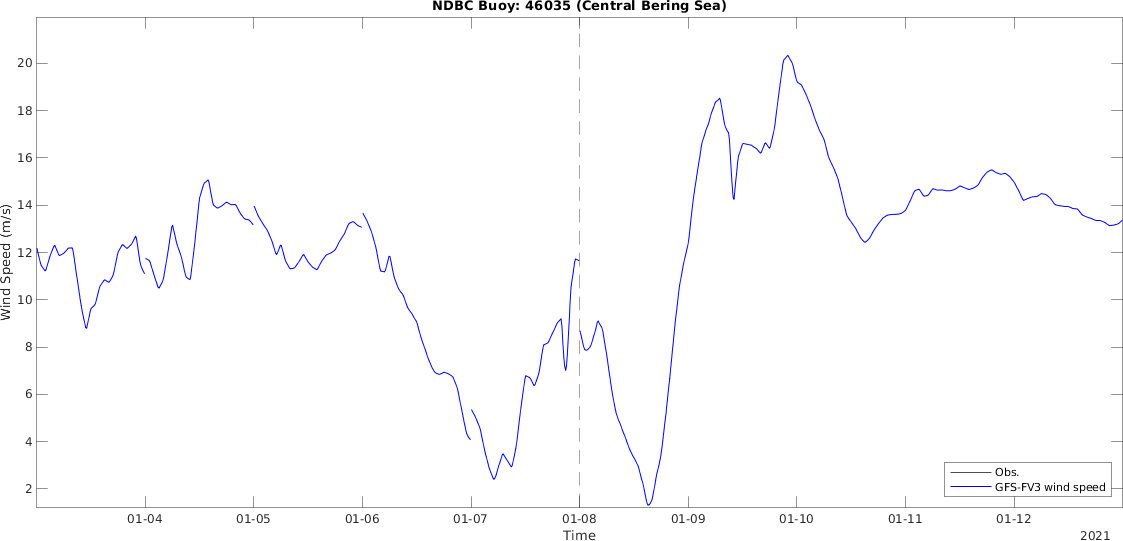 NDBC Buoy: 46035 (Central Bering Sea)
Wind Speed (m/s)
20
18
16
14
12
10
8
6
4
2
Obs.
GFS-FV3 wind speed
01-04 01-05 01-06 01-07 01-08 01-09 01-10 01-11 01-12
Time
2021